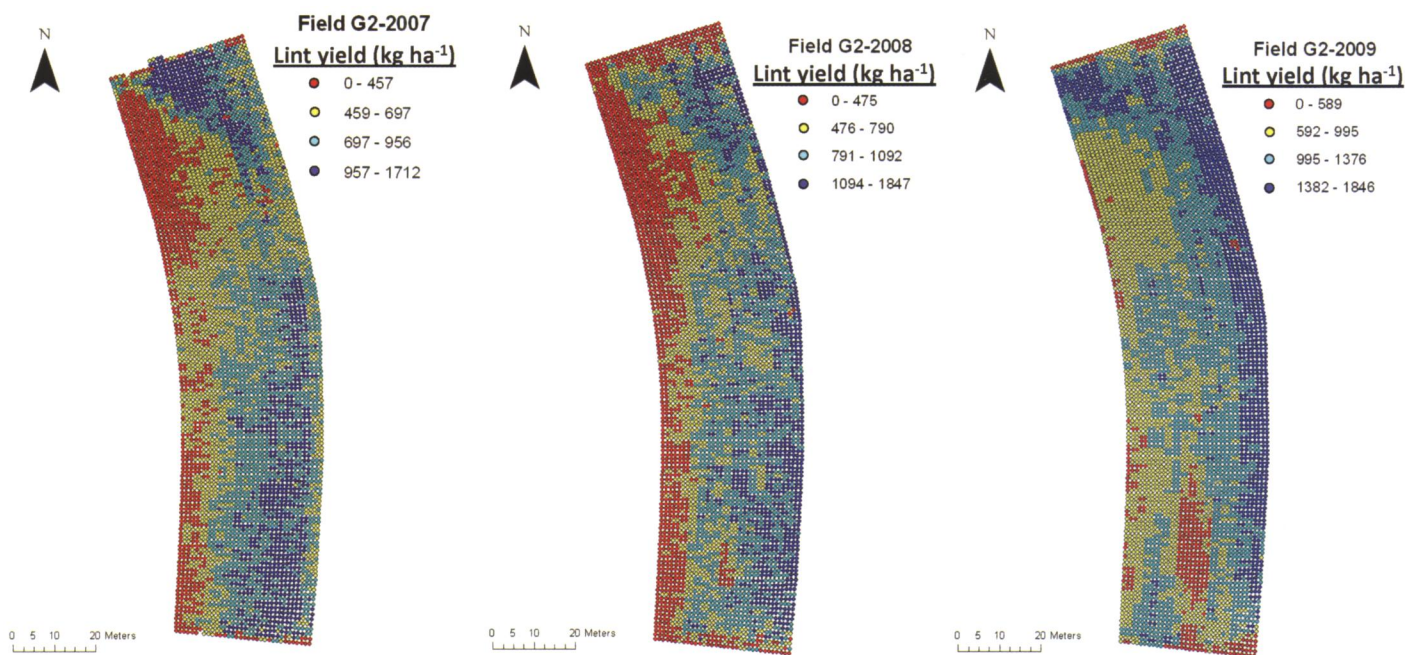 N
Field G2-2007
Lint yield (kg ha-1)
0 - 457
459 - 697
697 - 956
957 - 1712
0 5 10 20 Meters
N
Field G2-2008
Lint yield (kg ha-1)
0 - 475
476 - 790
791 - 1092
1094 - 1847
0 5 10 20 Meters
N
Field G2-2009
Lint yield (kg ha-1)
0 - 589
592 - 995
995 - 1376
1382 - 1846
0 5 10 20 Meters